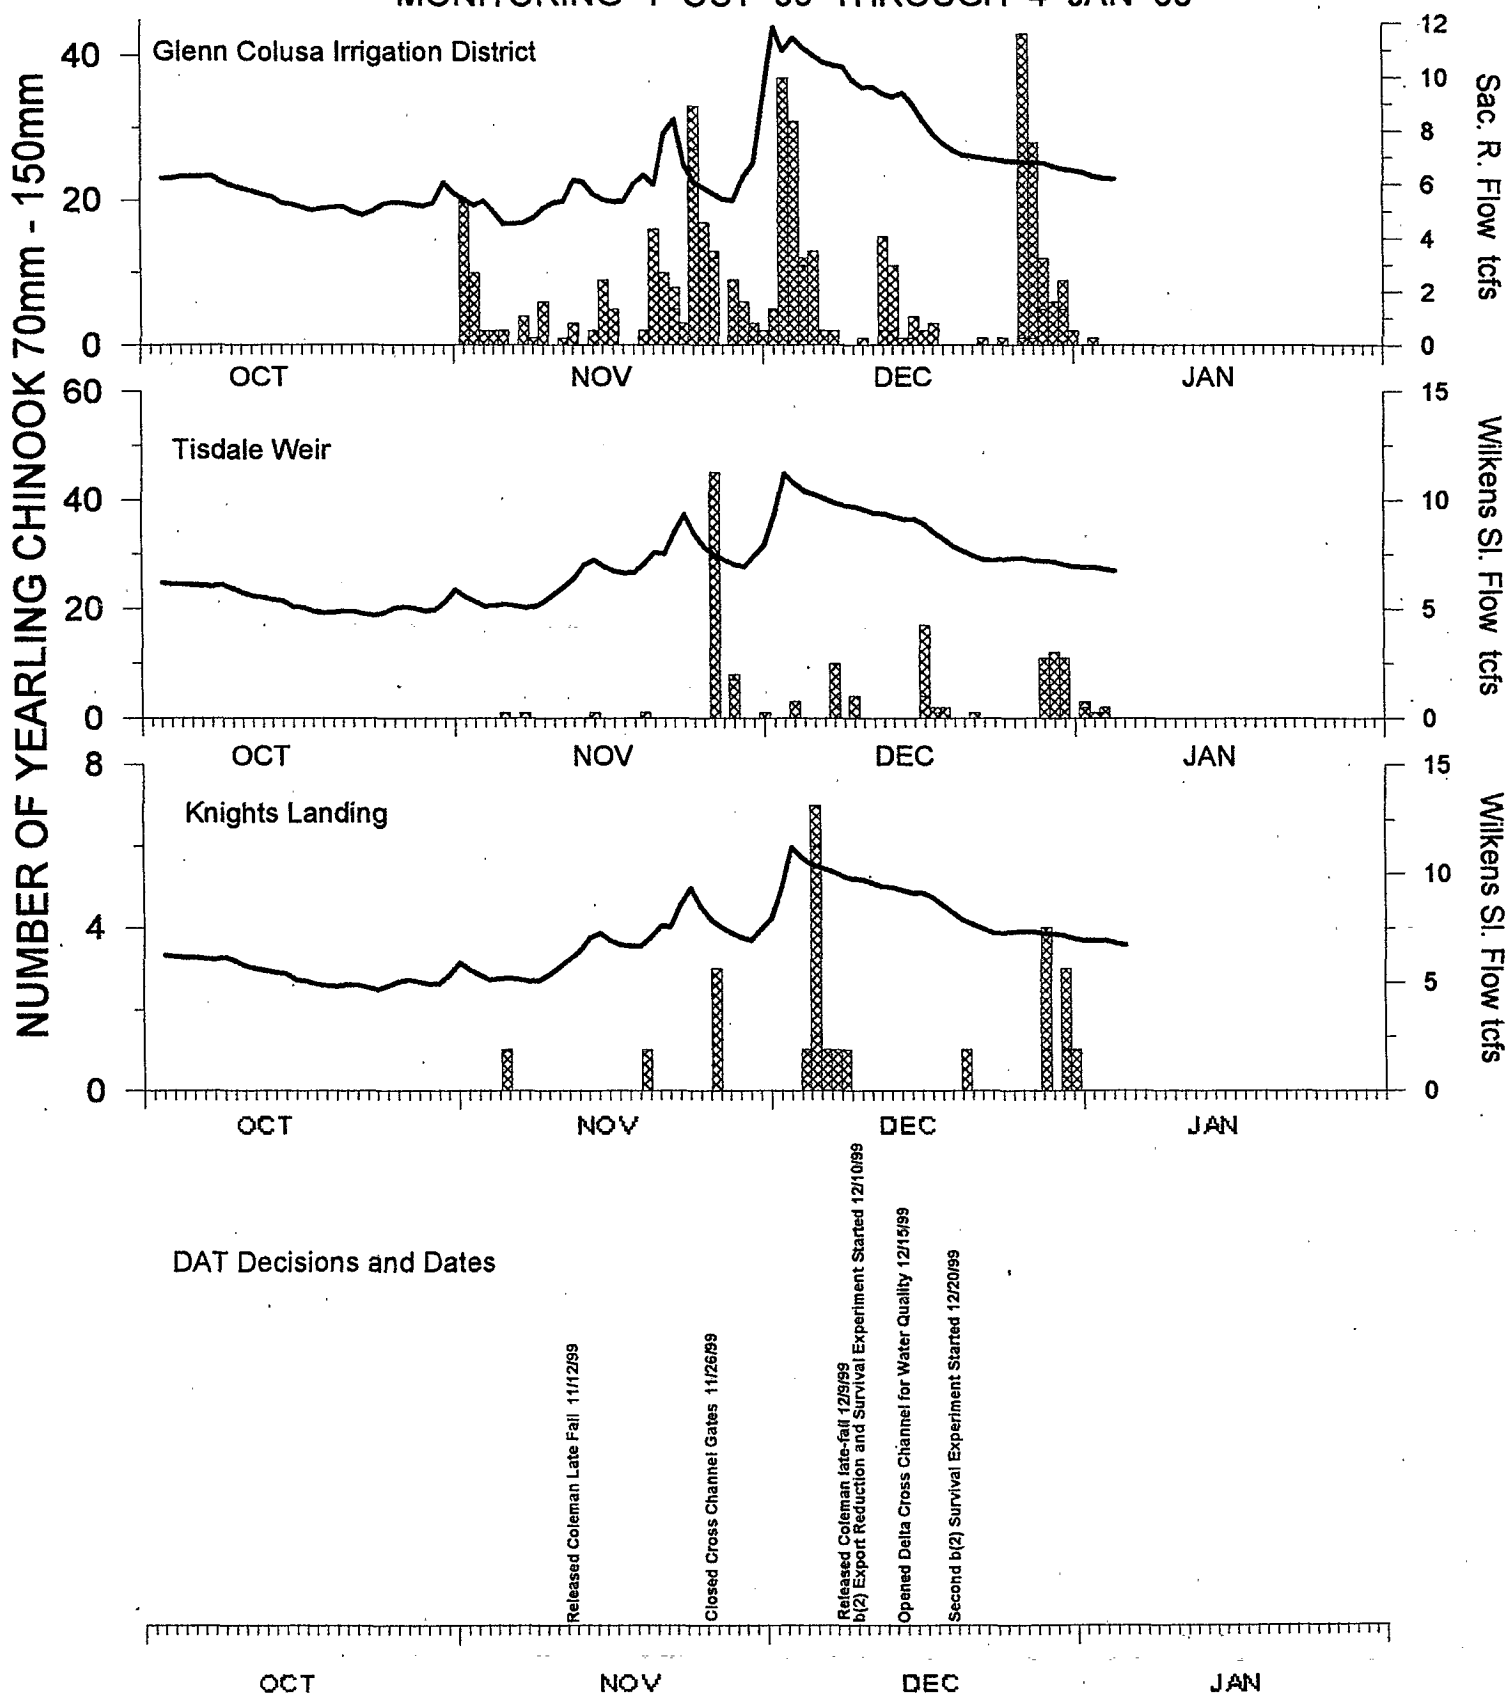 MONITORING 1 OCT 99 THROUGH 4 JAN 00
NUMBER OF YEARLING CHINOOK 70mm - 150mm
Glenn Colusa Irrigation District
40
20
0
12
10
8
6
4
2
0
Sac. R. Flow tcfs
OCT NOV DEC JAN
Tisdale Weir
60
40
20
0
15
10
5
0
Wilkens Sl. Flow tcfs
OCT NOV DEC JAN
Knights Landing
8
4
0
15
10
5
0
Wilkens Sl. Flow tcfs
OCT NOV DEC JAN
DAT Decisions and Dates
Released Coleman Late Fall 11/12/99
Closed Cross Channel Gates 11/26/99
Released Coleman late-fall 12/9/99
b(2) Export Reduction and Survival Experiment Started 12/10/99
Opened Delta Cross Channel for Water Quality 12/15/99
Second b(2) Survival Experiment Started 12/20/99
OCT NOV DEC JAN